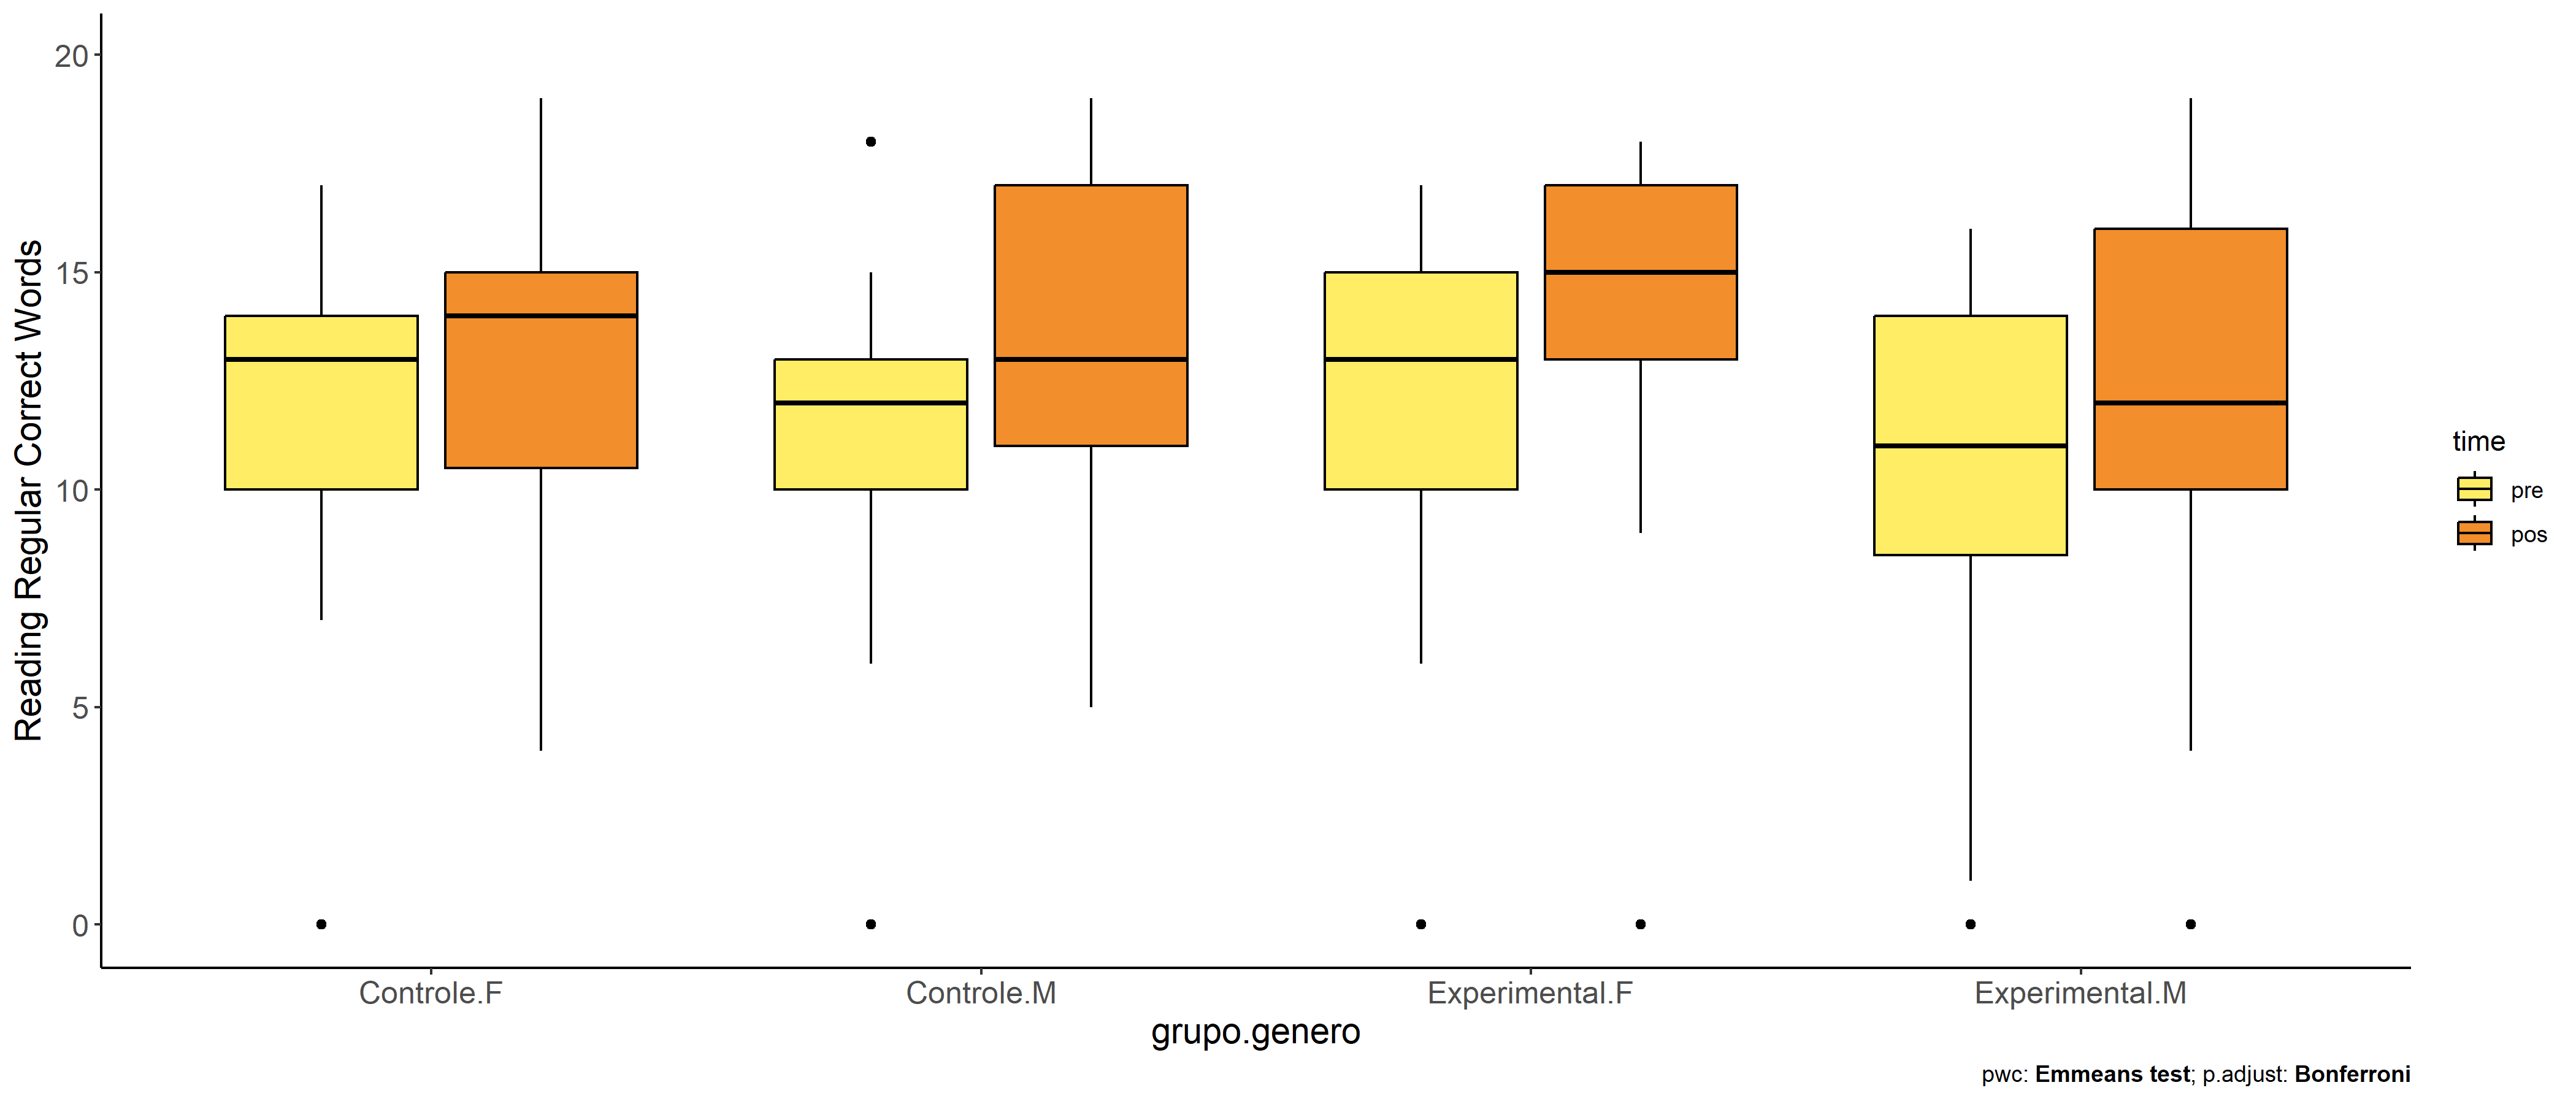 Reading Regular Correct Words
20
15
10
5
0
Controle.F
Controle.M
Experimental.F
Experimental.M
grupo.genero
time
pre
pos
pwc: Emmeans test; p.adjust: Bonferroni